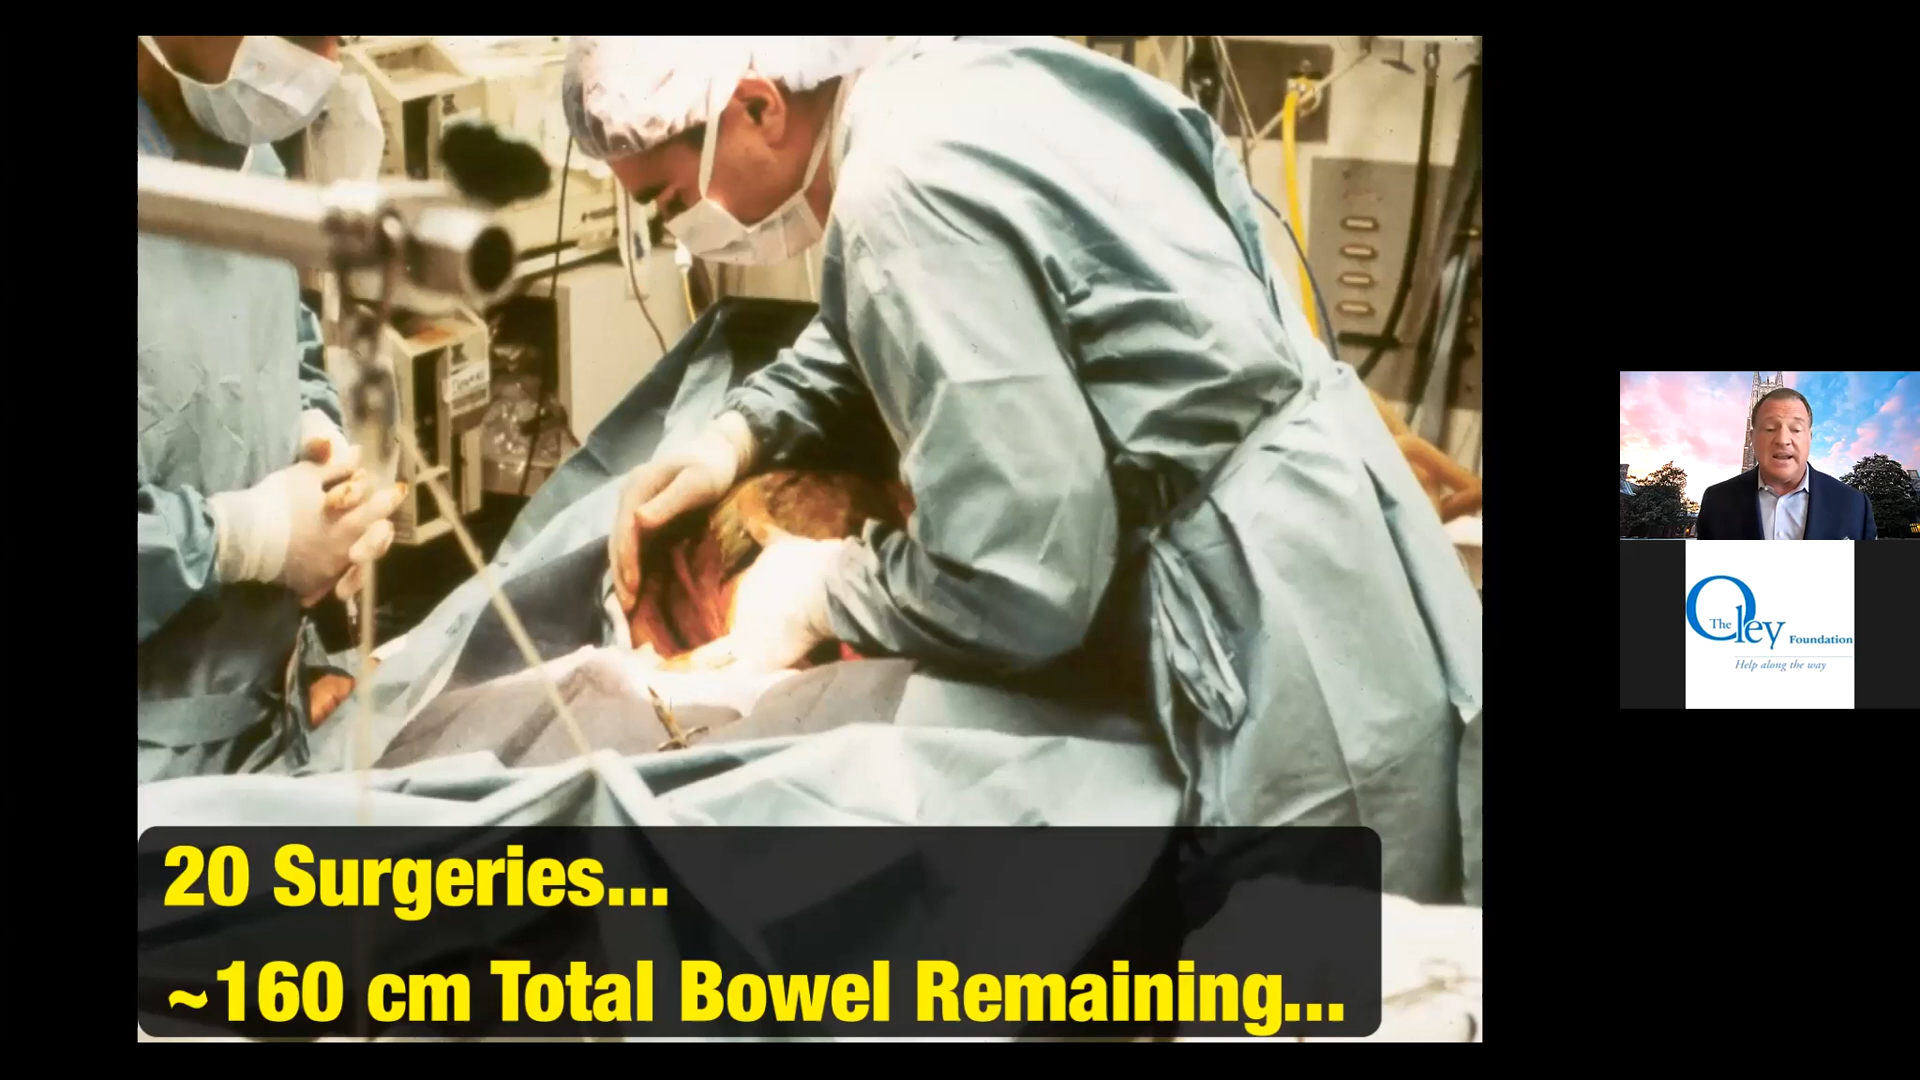 20 Surgeries...
~160 cm Total Bowel Remaining...
The Oley Foundation
Help along the way